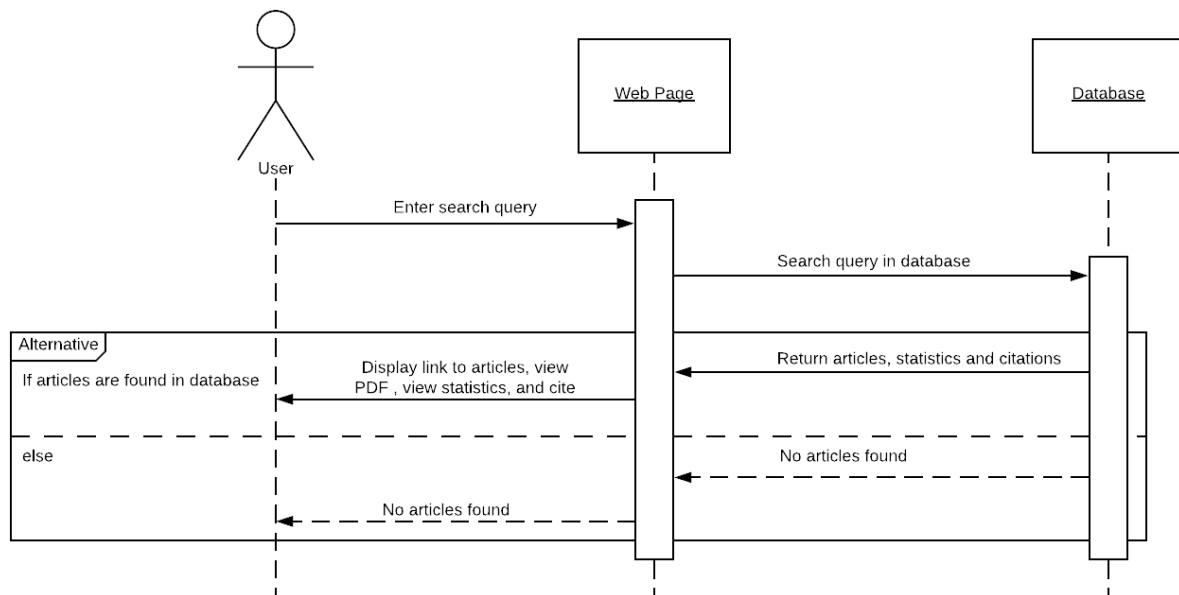 User
Web Page
Database
Enter search query
Search query in database
Alternative
If articles are found in database
Return articles, statistics and citations
Display link to articles, view
PDF , view statistics, and cite
else
No articles found
No articles found